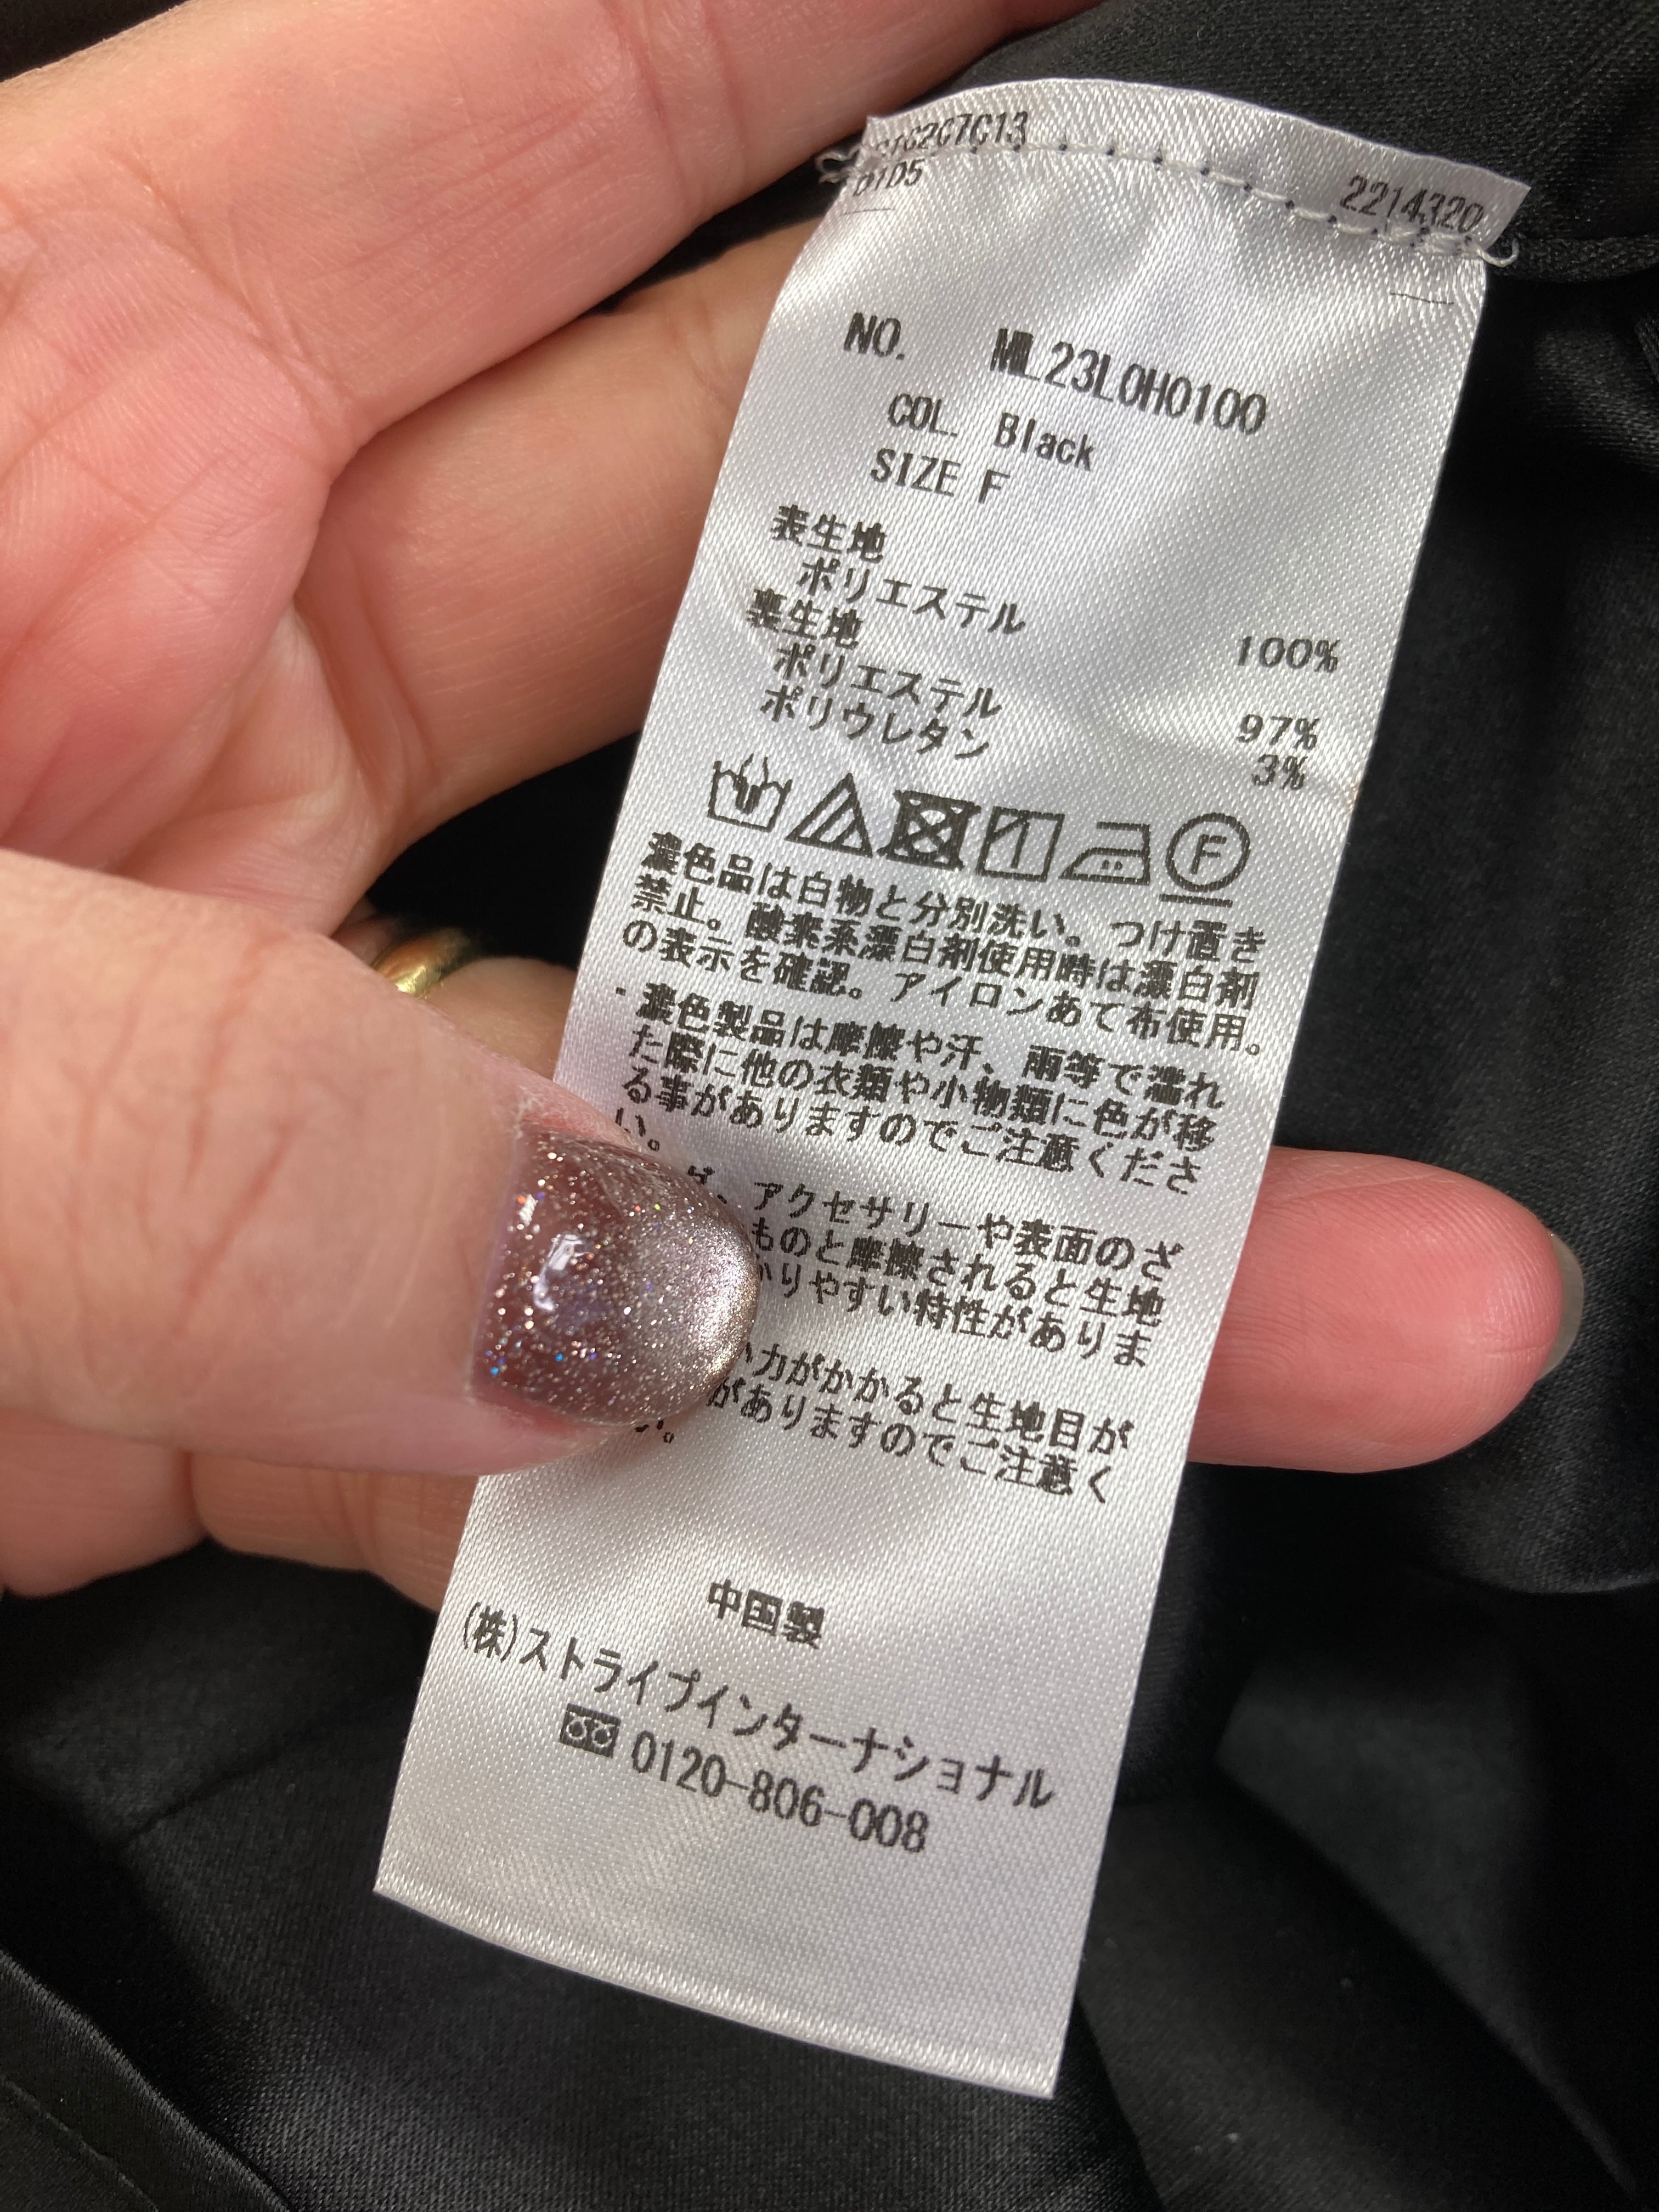 2214320
D1D5
NO. ML23L0H0100
COL. Black
SIZE F
表生地
ポリエステル 100%
裏生地
ポリエステル 97%
ポリウレタン 3%
F
濃色品は白物と分別洗い。つけ置き
禁止。酸素系漂白剤使用時は漂白剤
の表示を確認。アイロンあて布使用。
・濃色製品は摩擦や汗、雨等で濡れ
た際に他の衣類や小物類に色が移
る事がありますのでご注意くださ
い。
アクセサリーや表面のざ
ものと摩擦されると生地
かりやすい特性がありま
力がかかると生地目が
がありますのでご注意く
い。
中国製
(株)ストライプインターナショナル
0120-806-008